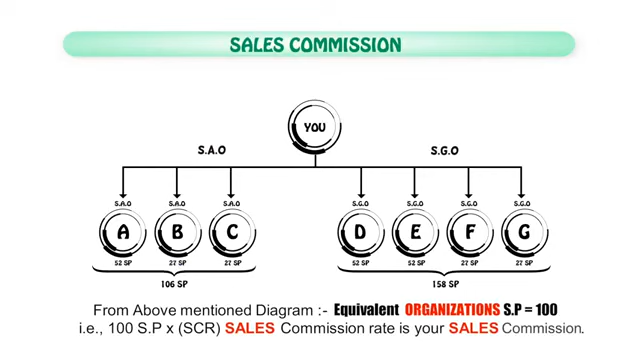 SALES COMMISSION
YOU
S.A.O
S.G.O
S.A.O S.A.O S.A.O S.G.O S.G.O S.G.O S.G.O
A B C D E F G
52 SP 27 SP 27 SP 52 SP 52 SP 27 SP 27 SP
106 SP 158 SP
From Above mentioned Diagram :- Equivalent ORGANIZATIONS S.P = 100
i.e., 100 S.P x (SCR) SALES Commission rate is your SALES Commission.